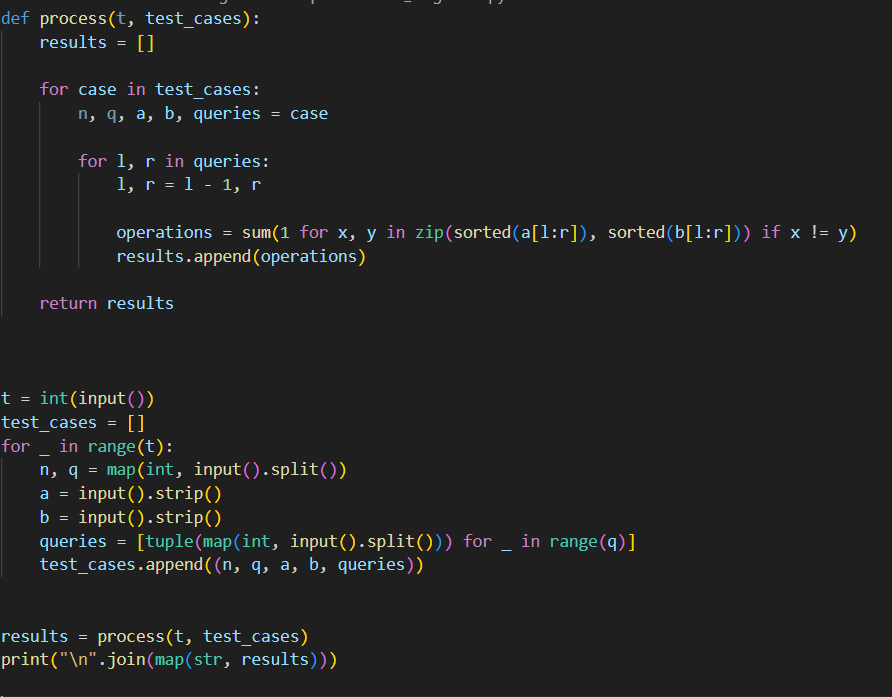 def process(t, test_cases):
    results = []
    for case in test_cases:
        n, q, a, b, queries = case
        for l, r in queries:
            l, r = l - 1, r
            operations = sum(1 for x, y in zip(sorted(a[l:r]), sorted(b[l:r])) if x != y)
            results.append(operations)
    return results
t = int(input())
test_cases = []
for _ in range(t):
    n, q = map(int, input().split())
    a = input().strip()
    b = input().strip()
    queries = [tuple(map(int, input().split())) for _ in range(q)]
    test_cases.append((n, q, a, b, queries))
results = process(t, test_cases)
print("\n".join(map(str, results)))